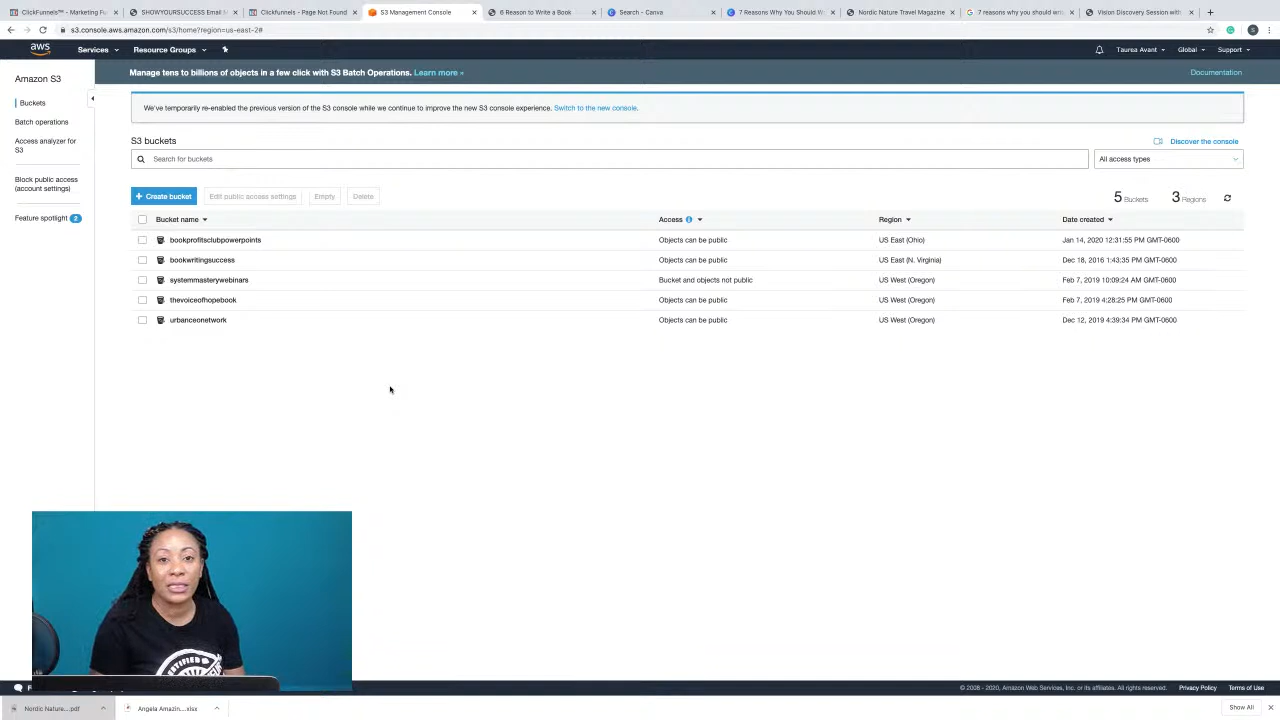 ClickFunnels™ - Marketing Fu
SHOWYOURSUCCESS Email M
ClickFunnels - Page Not Found
S3 Management Console
6 Reason to Write a Book
Search - Canva
7 Reasons Why You Should W
Nordic Nature Travel Magazine
7 reasons why you should writ
Vision Discovery Session with
s3.console.aws.amazon.com/s3/home?region=us-east-2#
aws
Services
Resource Groups
Taurea Avant
Global
Support
Amazon S3
Buckets
Batch operations
Access analyzer for
S3
Block public access
(account settings)
Feature spotlight 2
Manage tens to billions of objects in a few click with S3 Batch Operations. Learn more »
Documentation
We've temporarily re-enabled the previous version of the S3 console while we continue to improve the new S3 console experience. Switch to the new console.
S3 buckets
Discover the console
Search for buckets
All access types
+ Create bucket
Edit public access settings
Empty
Delete
5 Buckets
3 Regions
Bucket name Access Region Date created
bookprofitsclubpowerpoints Objects can be public US East (Ohio) Jan 14, 2020 12:31:55 PM GMT-0600
bookwritingsuccess Objects can be public US East (N. Virginia) Dec 18, 2016 1:43:35 PM GMT-0600
systemmasterywebinars Bucket and objects not public US West (Oregon) Feb 7, 2019 10:09:24 AM GMT-0600
thevoiceofhopebook Objects can be public US West (Oregon) Feb 7, 2019 4:28:25 PM GMT-0600
urbanceonetwork Objects can be public US West (Oregon) Dec 12, 2019 4:39:34 PM GMT-0600
© 2008 - 2020, Amazon Web Services, Inc. or its affiliates. All rights reserved.
Privacy Policy
Terms of Use
Nordic Nature....pdf
Angela Amazin....xlsx
Show All